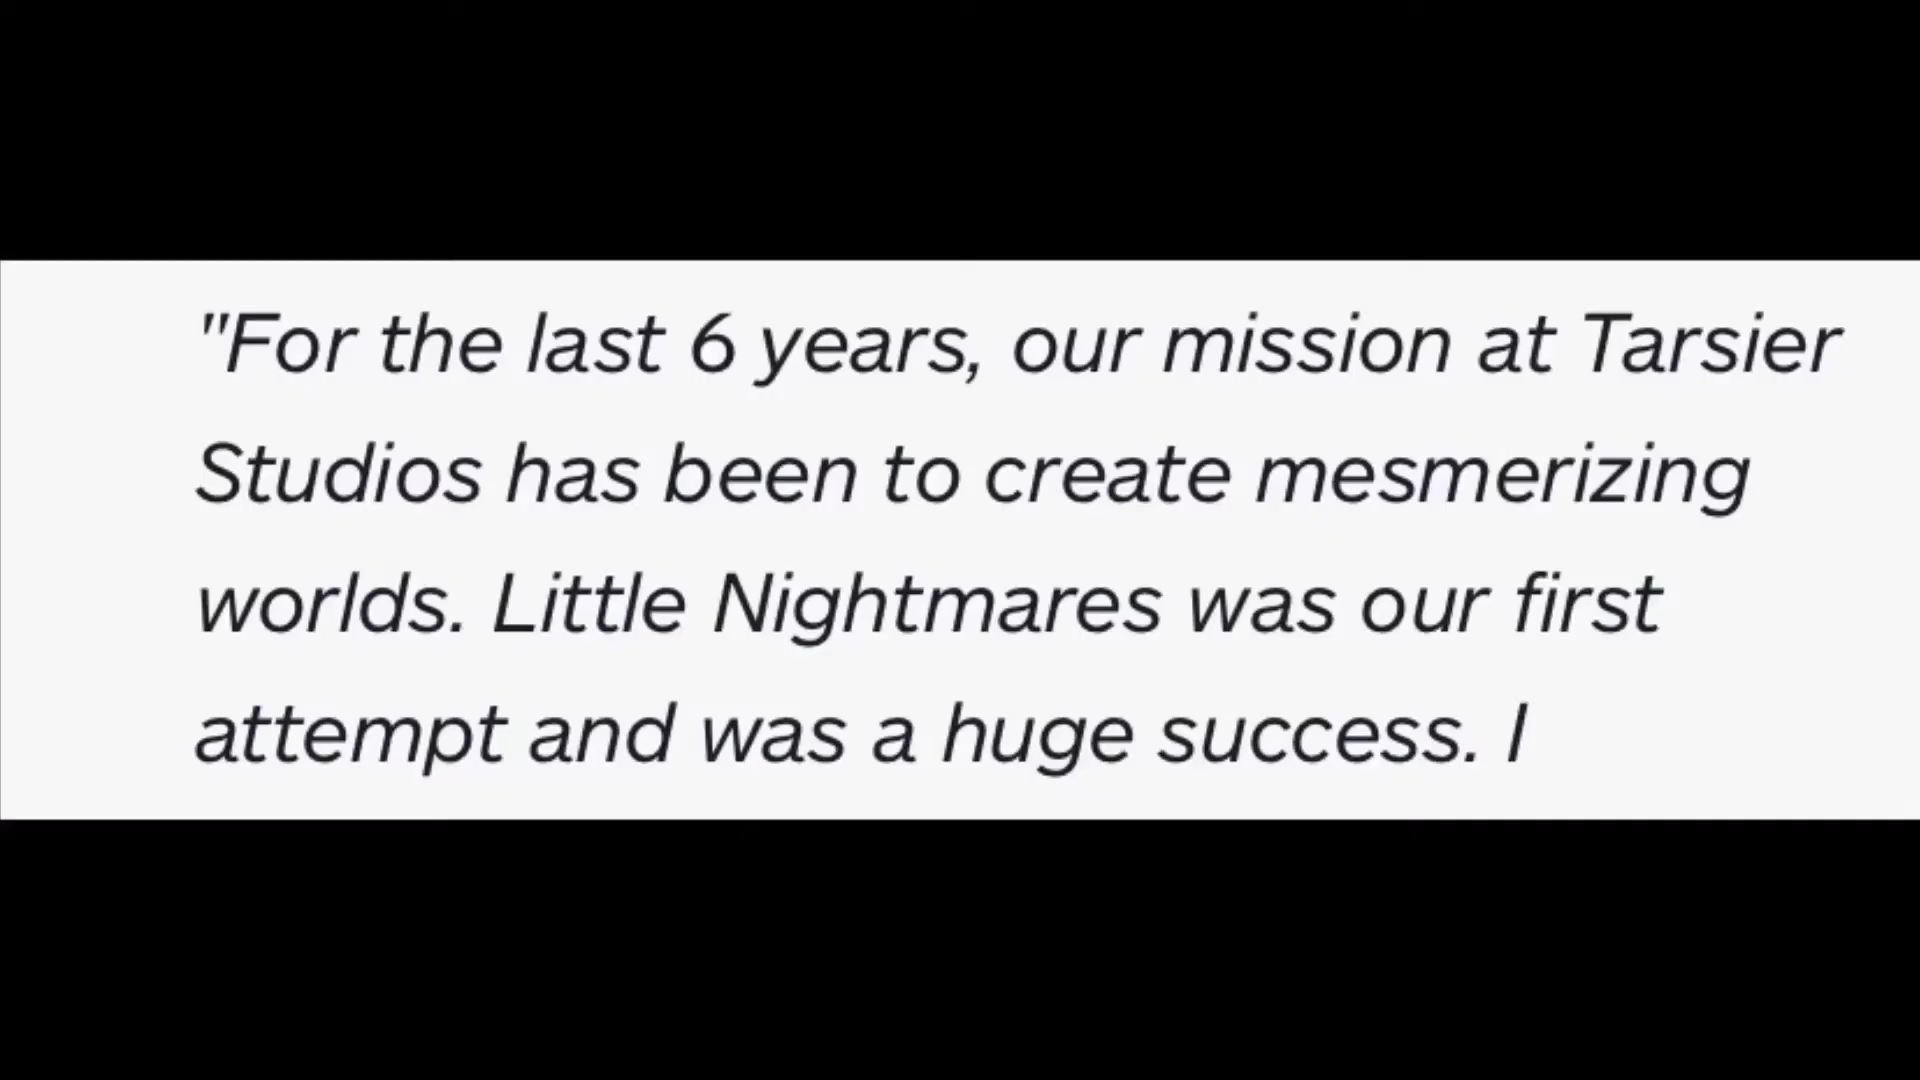 "For the last 6 years, our mission at Tarsier
Studios has been to create mesmerizing
worlds. Little Nightmares was our first
attempt and was a huge success. I